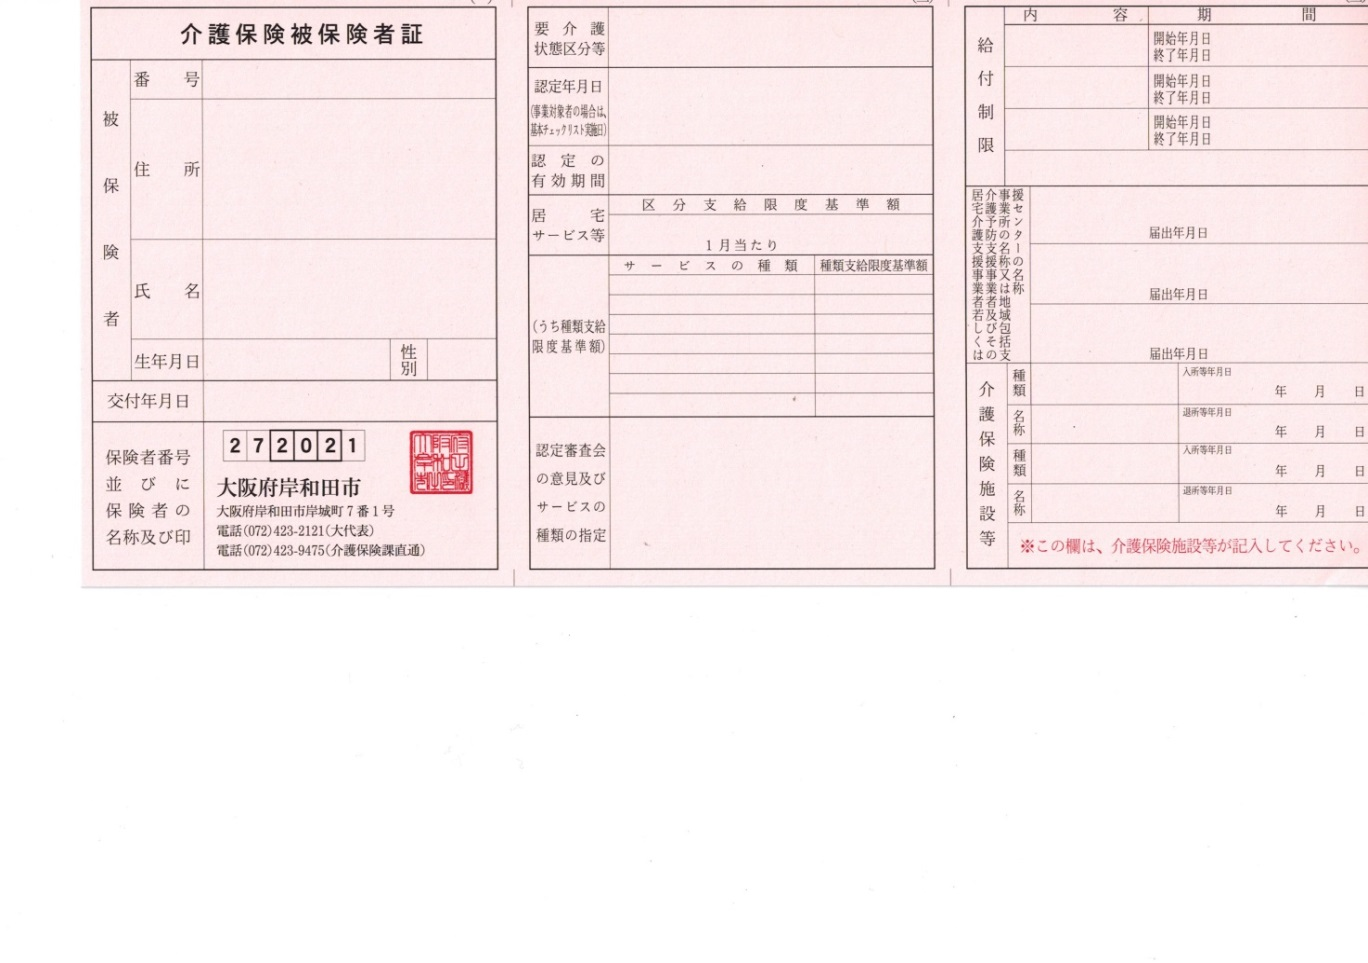 介護保険被保険者証
被保険者
番号
住所
氏名
生年月日
性別
交付年月日
保険者番号
並びに
保険者の
名称及び印
272021
大阪府岸和田市
大阪府岸和田市岸城町7番1号
電話(072)423-2121(大代表)
電話(072)423-9475(介護保険課直通)
要介護
状態区分等
認定年月日
(事業対象者の場合は、
基本チェックリスト実施日)
認定の
有効期間
居宅
サービス等
区分支給限度基準額
1月当たり
(うち種類支給
限度基準額)
サービスの種類
種類支給限度基準額
認定審査会
の意見及び
サービスの
種類の指定
給付制限
内容
期間
開始年月日
終了年月日
開始年月日
終了年月日
開始年月日
終了年月日
居宅介護支援事業者若しくは
介護予防支援事業者及びその
事業所の名称又は地域包括支
援センターの名称
届出年月日
届出年月日
届出年月日
介護保険施設等
種類
入所等年月日
年 月 日
名称
退所等年月日
年 月 日
種類
入所等年月日
年 月 日
名称
退所等年月日
年 月 日
※この欄は、介護保険施設等が記入してください。